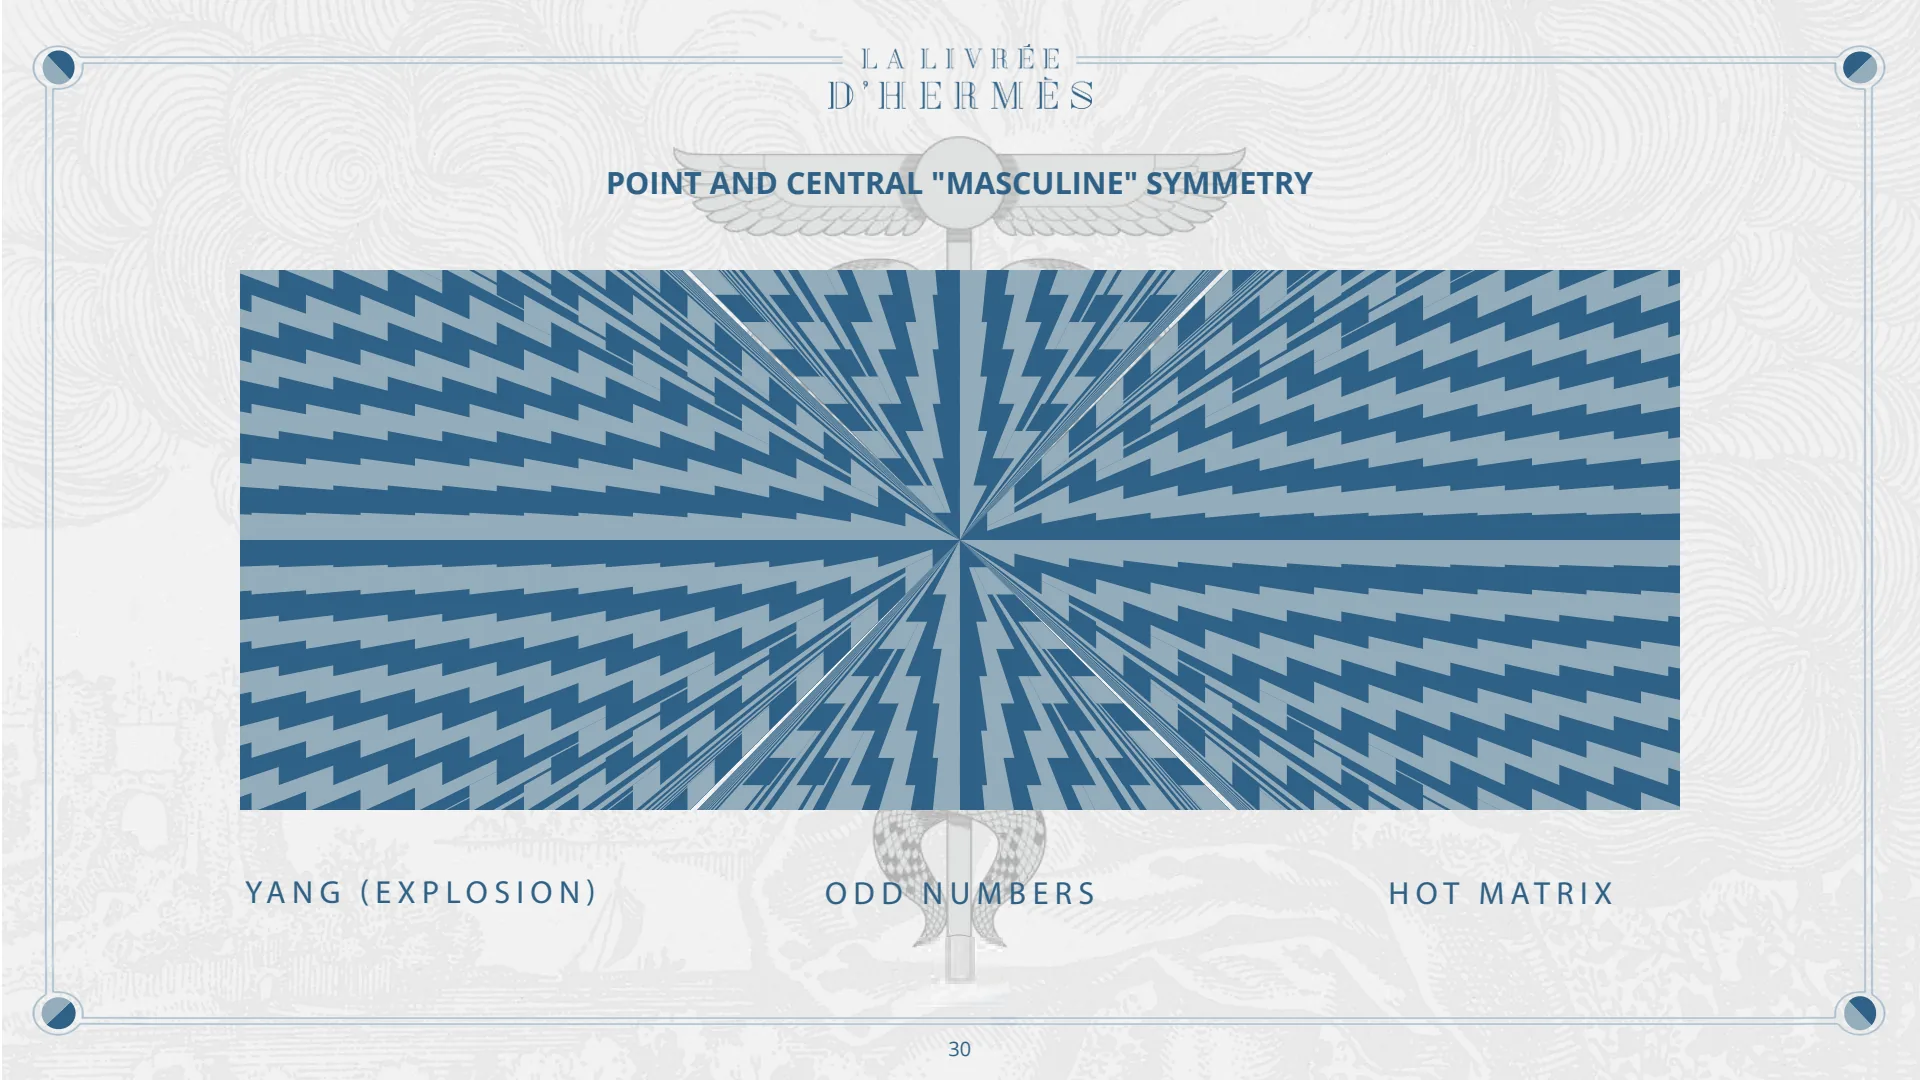 LA LIVRÉE
D'HERMÈS
POINT AND CENTRAL "MASCULINE" SYMMETRY
YANG (EXPLOSION)
ODD NUMBERS
HOT MATRIX
30